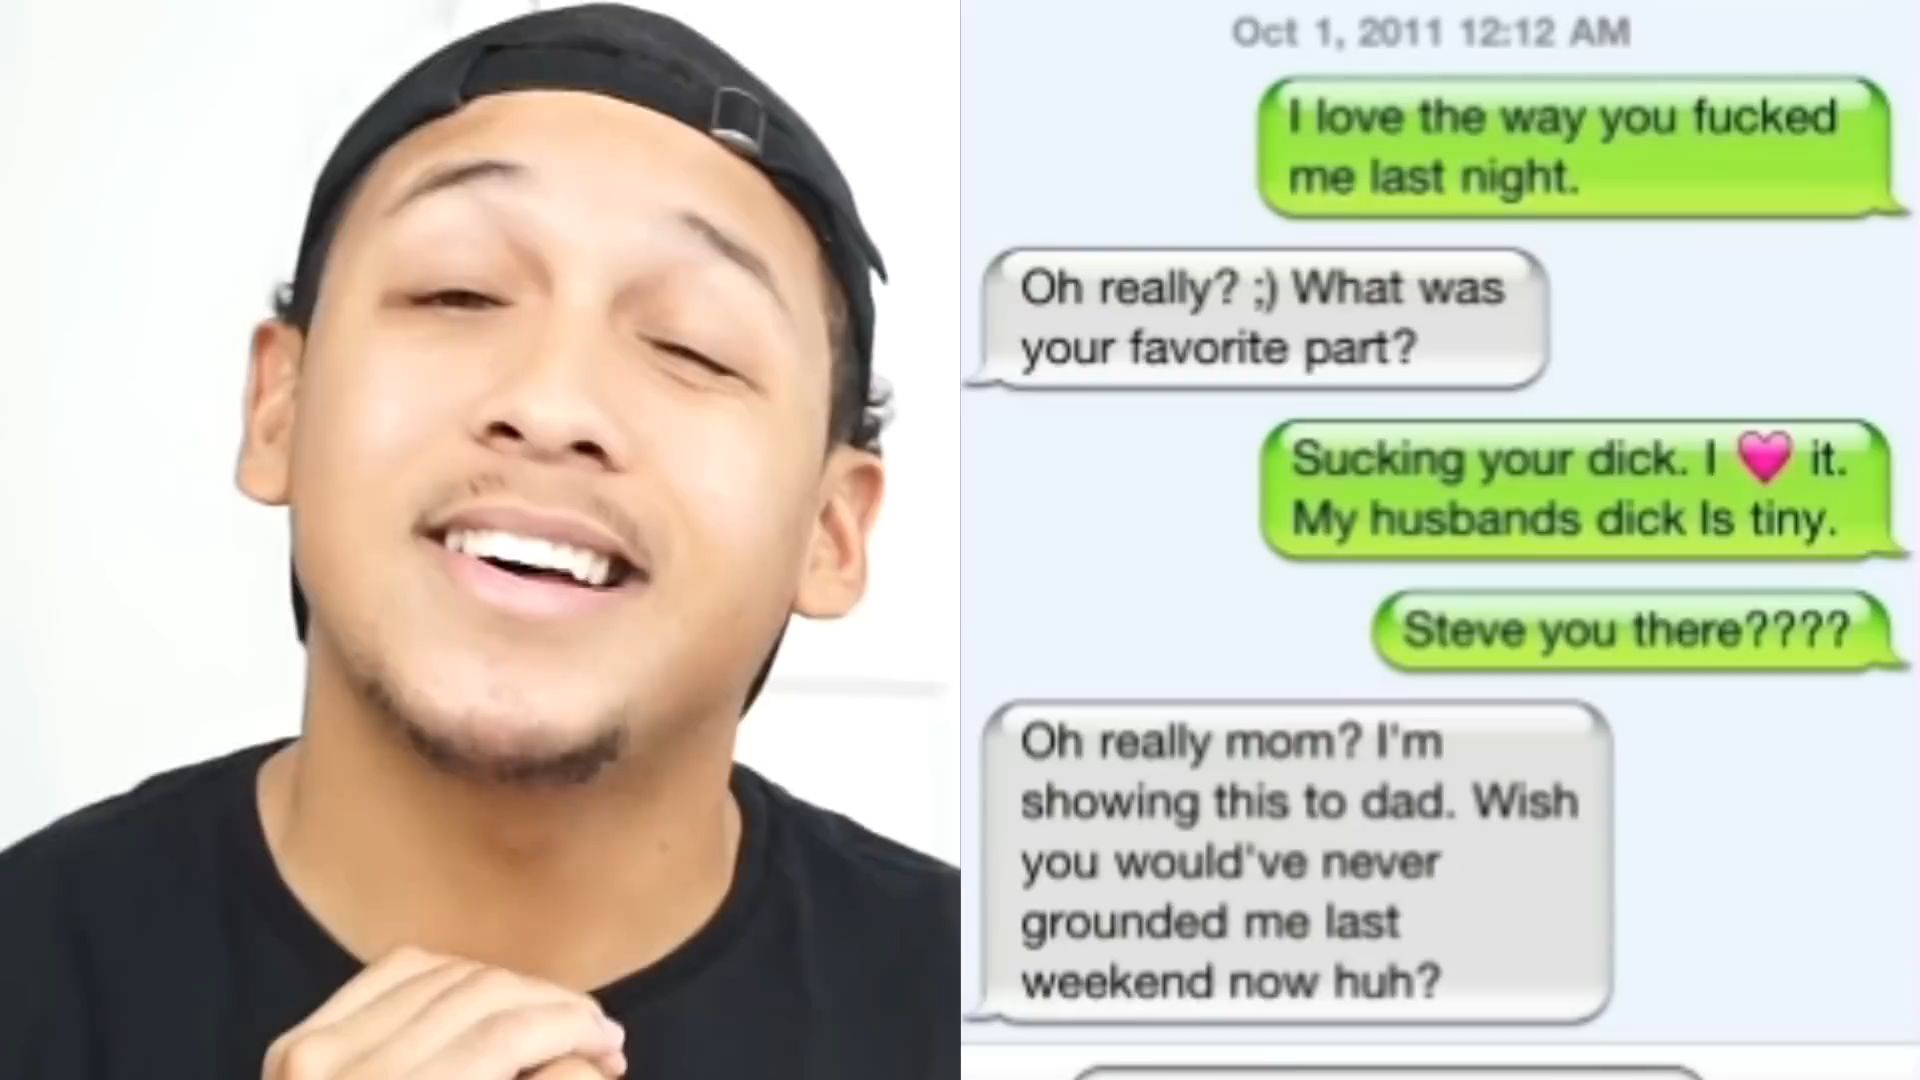 Oct 1, 2011 12:12 AM
I love the way you fucked
me last night.
Oh really? ;) What was
your favorite part?
Sucking your dick. I 💗 it.
My husbands dick Is tiny.
Steve you there????
Oh really mom? I'm
showing this to dad. Wish
you would've never
grounded me last
weekend now huh?